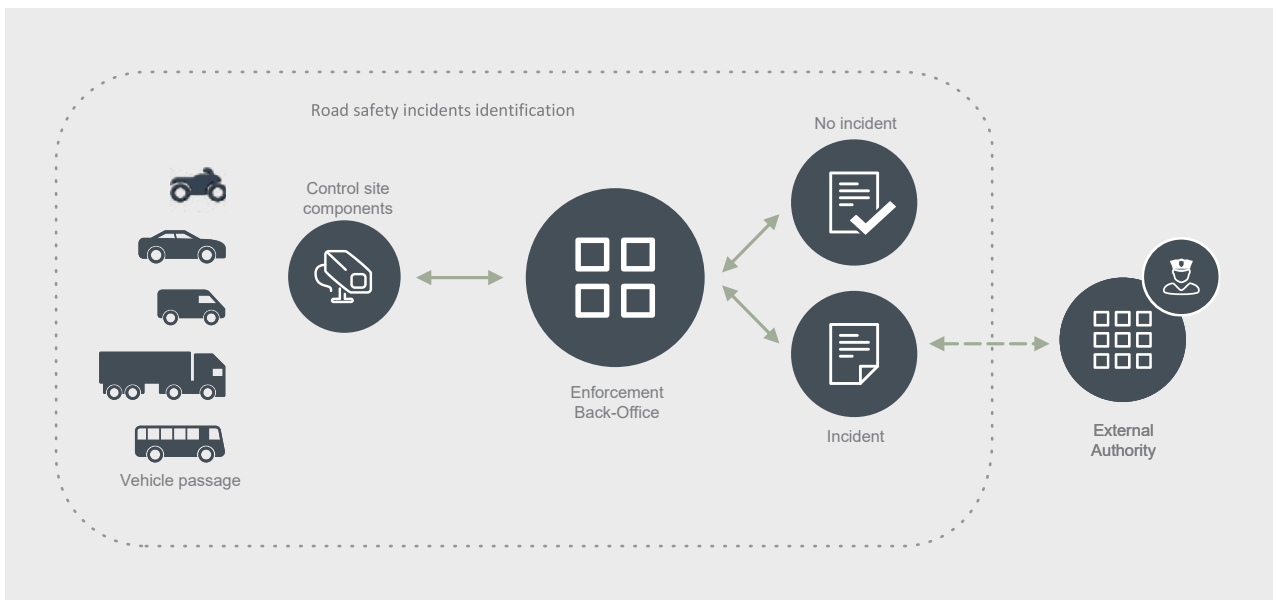 Road safety incidents identification
No incident
Control site
components
Enforcement
Back-Office
Incident
External
Authority
Vehicle passage